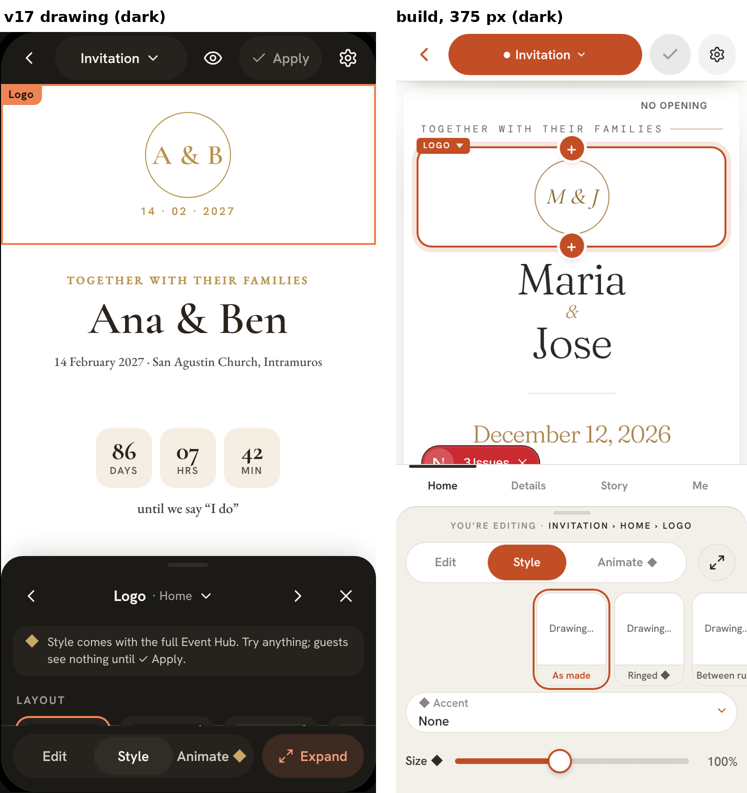 v17 drawing (dark)
Invitation
Apply
Logo
A & B
14 · 02 · 2027
TOGETHER WITH THEIR FAMILIES
Ana & Ben
14 February 2027 · San Agustin Church, Intramuros
86 07 42
DAYS HRS MIN
until we say “I do”
Logo · Home
Style comes with the full Event Hub. Try anything; guests
see nothing until ✓ Apply.
LAYOUT
Edit Style Animate
Expand
build, 375 px (dark)
Invitation
NO OPENING
TOGETHER WITH THEIR FAMILIES
LOGO
M & J
Maria
&
Jose
December 12, 2026
3 Issues
Home Details Story Me
YOU’RE EDITING · INVITATION › HOME › LOGO
Edit Style Animate
Drawing... Drawing... Drawing...
As made Ringed Between
Accent
None
Size 100%